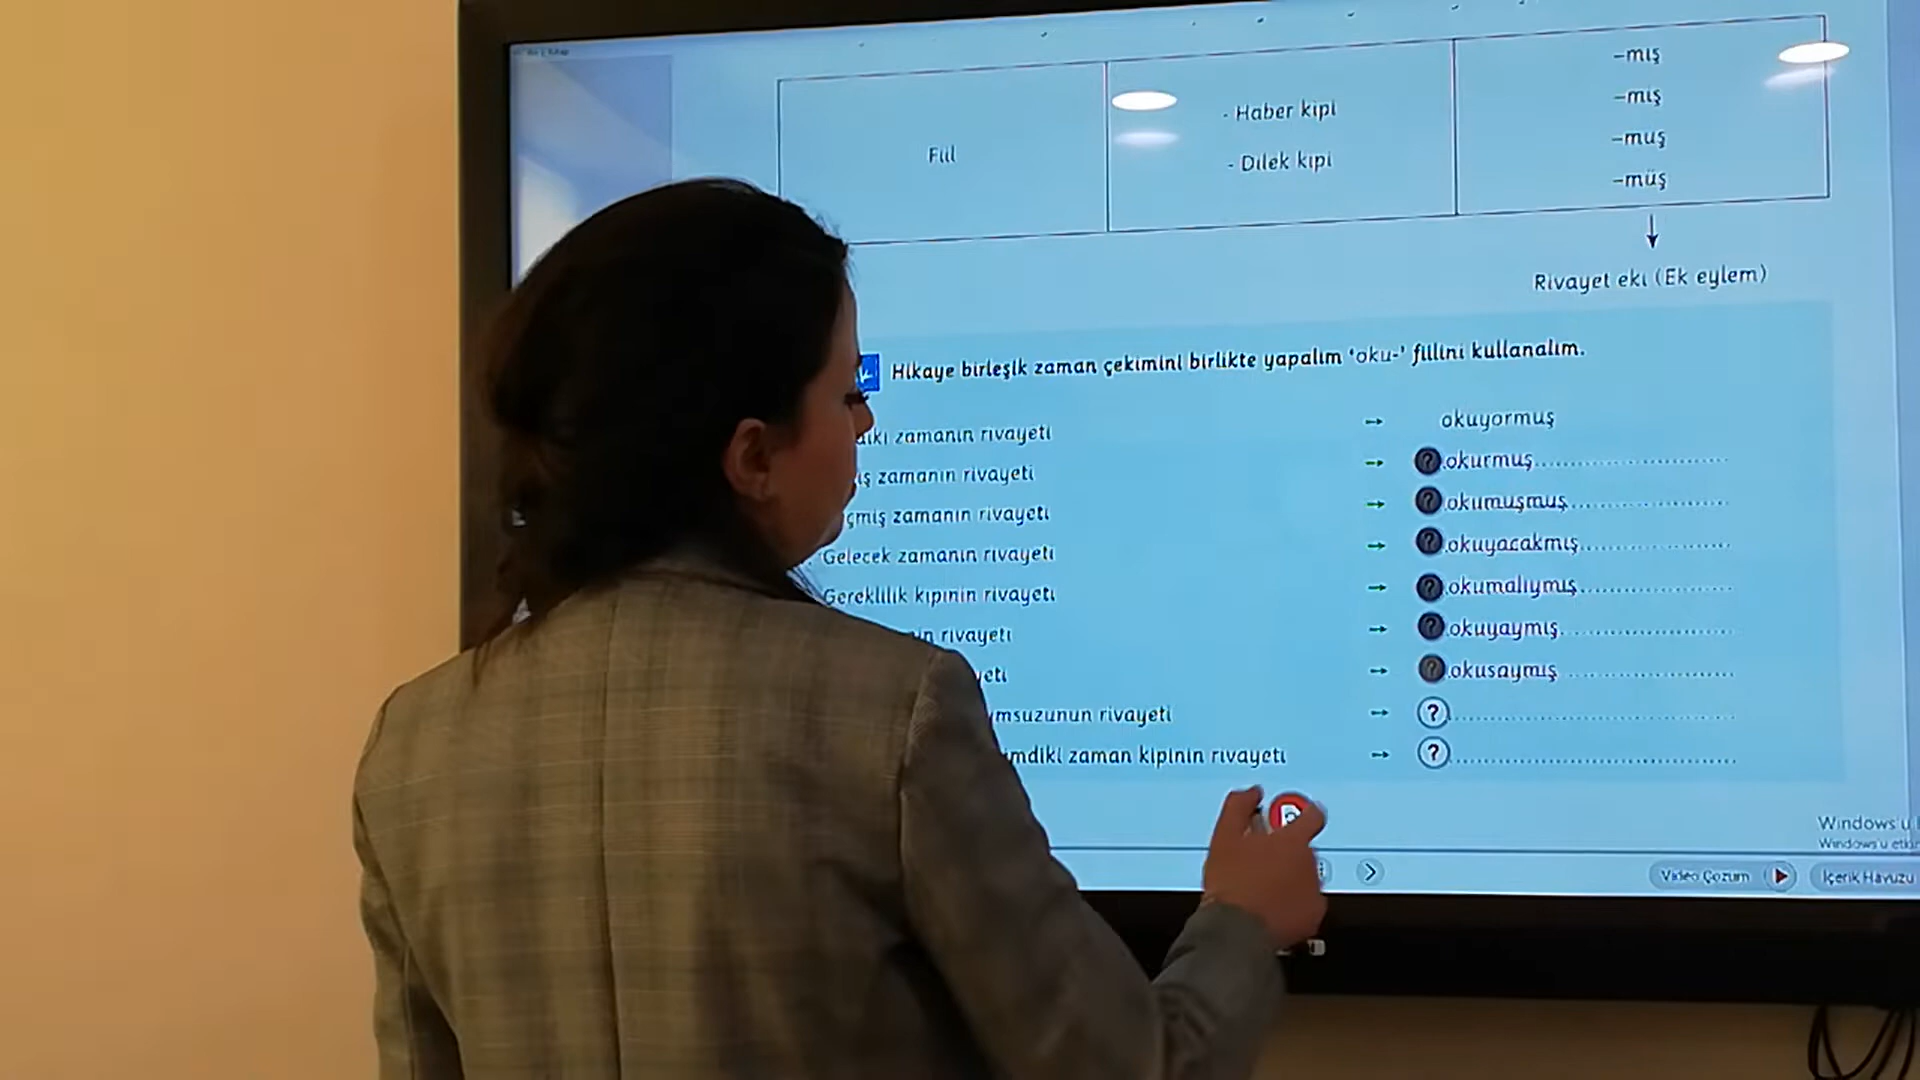 –mış
–miş
- Haber kipi
–muş
Fiil
- Dilek kipi
–müş
Rivayet eki (Ek eylem)
Hikaye birleşik zaman çekimini birlikte yapalım ‘oku-’ fiilini kullanalım.
zamanın rivayeti → okuyormuş
zamanın rivayeti → ? okurmuş
zamanın rivayeti → ? okumuşmuş
Gelecek zamanın rivayeti → ? okuyacakmış
Gereklilik kipinin rivayeti → ? okumalıymış
rivayeti → ? okuyaymış
→ ? okusaymış
rivayeti → ?
zaman kipinin rivayeti → ?
Windows'u
Windows'u
Video Çözüm
İçerik Havuzu